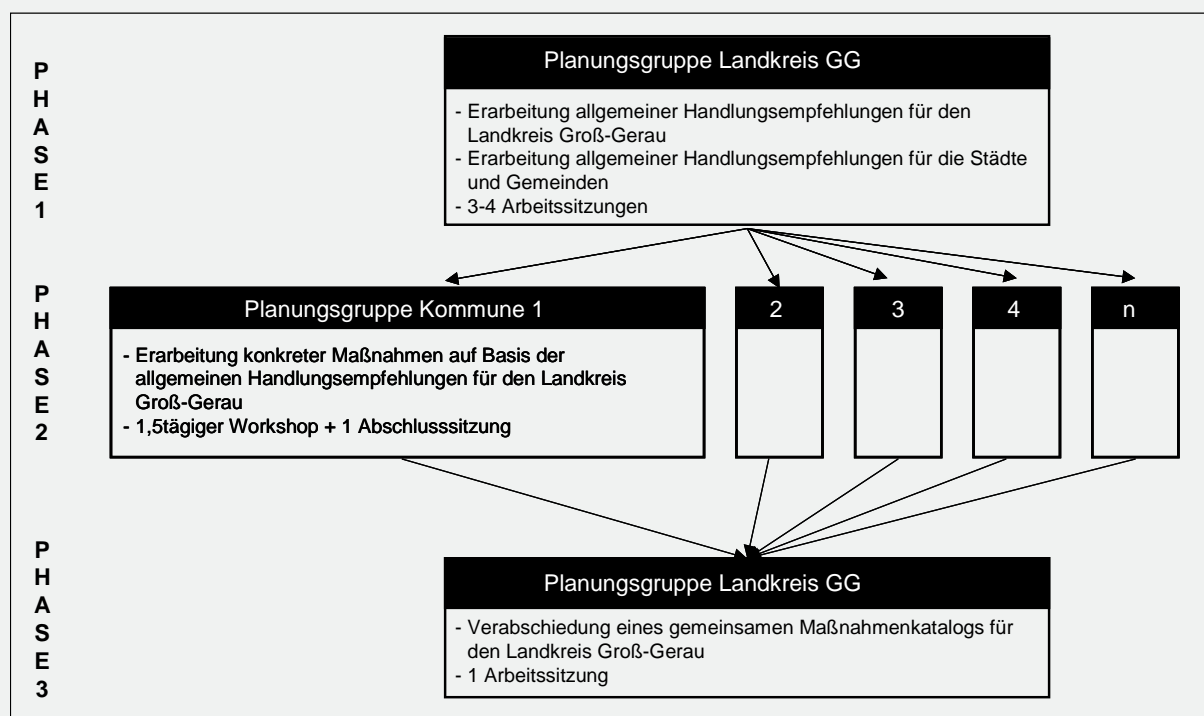 PHASE1
Planungsgruppe Landkreis GG
- Erarbeitung allgemeiner Handlungsempfehlungen für den
Landkreis Groß-Gerau
- Erarbeitung allgemeiner Handlungsempfehlungen für die Städte
und Gemeinden
- 3-4 Arbeitssitzungen
PHASE2
Planungsgruppe Kommune 1
- Erarbeitung konkreter Maßnahmen auf Basis der
allgemeinen Handlungsempfehlungen für den Landkreis
Groß-Gerau
- 1,5tägiger Workshop + 1 Abschlusssitzung
2
3
4
n
PHASE3
Planungsgruppe Landkreis GG
- Verabschiedung eines gemeinsamen Maßnahmenkatalogs für
den Landkreis Groß-Gerau
- 1 Arbeitssitzung